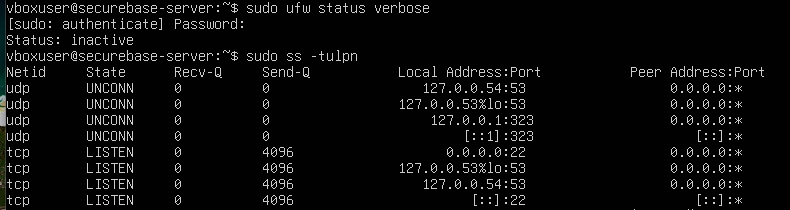 vboxuser@securebase-server:~$ sudo ufw status verbose
[sudo: authenticate] Password:
Status: inactive
vboxuser@securebase-server:~$ sudo ss -tulpn
Netid State Recv-Q Send-Q Local Address:Port Peer Address:Port
udp UNCONN 0 0 127.0.0.54:53 0.0.0.0:*
udp UNCONN 0 0 127.0.0.53%lo:53 0.0.0.0:*
udp UNCONN 0 0 127.0.0.1:323 0.0.0.0:*
udp UNCONN 0 0 [::1]:323 [::]:*
tcp LISTEN 0 4096 0.0.0.0:22 0.0.0.0:*
tcp LISTEN 0 4096 127.0.0.53%lo:53 0.0.0.0:*
tcp LISTEN 0 4096 127.0.0.54:53 0.0.0.0:*
tcp LISTEN 0 4096 [::]:22 [::]:*